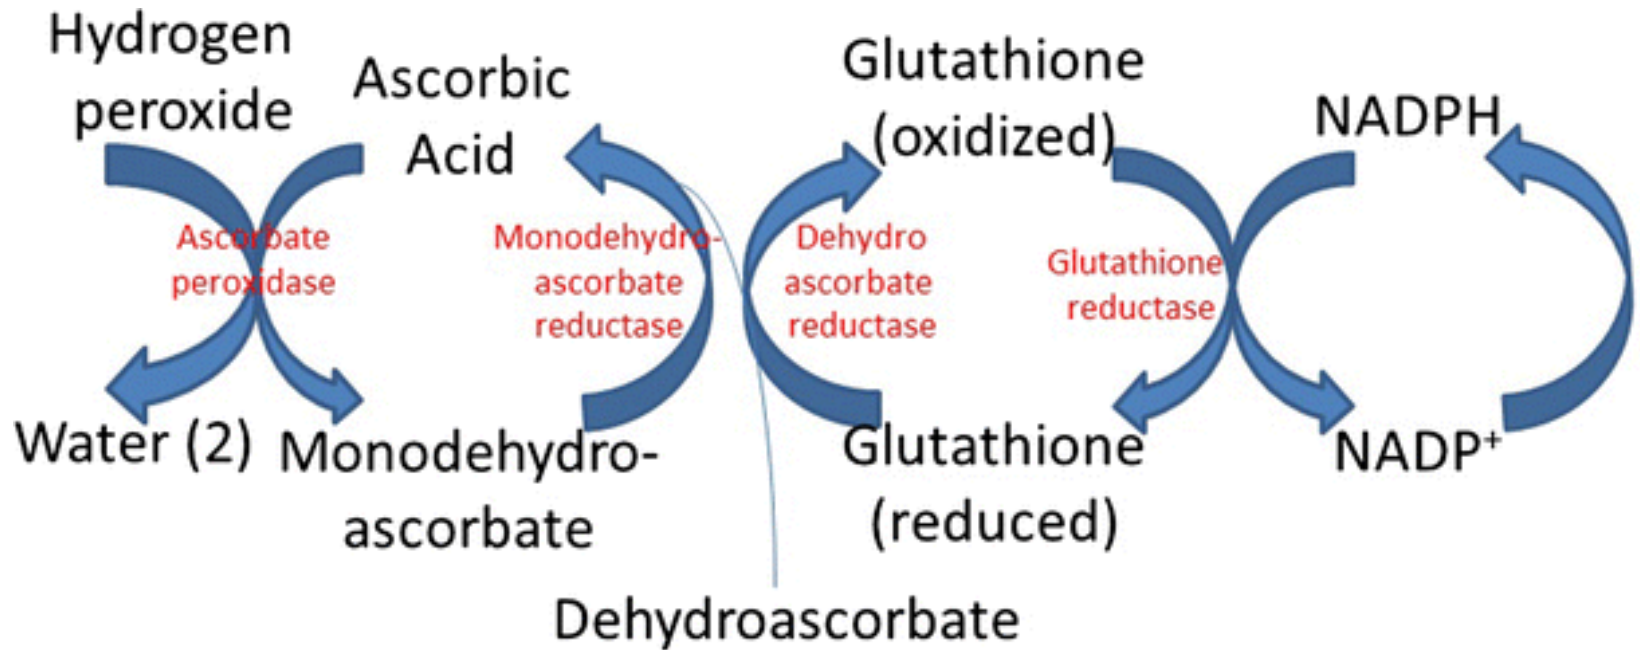 Hydrogen
peroxide
Ascorbic
Acid
Glutathione
(oxidized)
NADPH
Ascorbate
peroxidase
Monodehydro-
ascorbate
reductase
Dehydro
ascorbate
reductase
Glutathione
reductase
Water (2)
Monodehydro-
ascorbate
Glutathione
(reduced)
NADP⁺
Dehydroascorbate